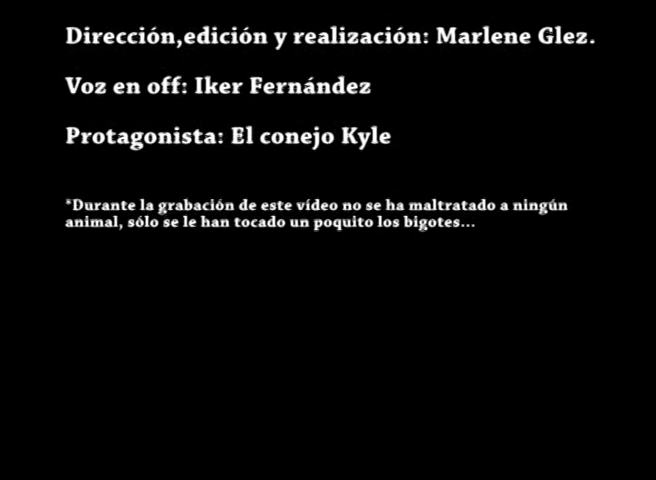 Dirección,edición y realización: Marlene Glez.
Voz en off: Iker Fernández
Protagonista: El conejo Kyle
*Durante la grabación de este vídeo no se ha maltratado a ningún
animal, sólo se le han tocado un poquito los bigotes...